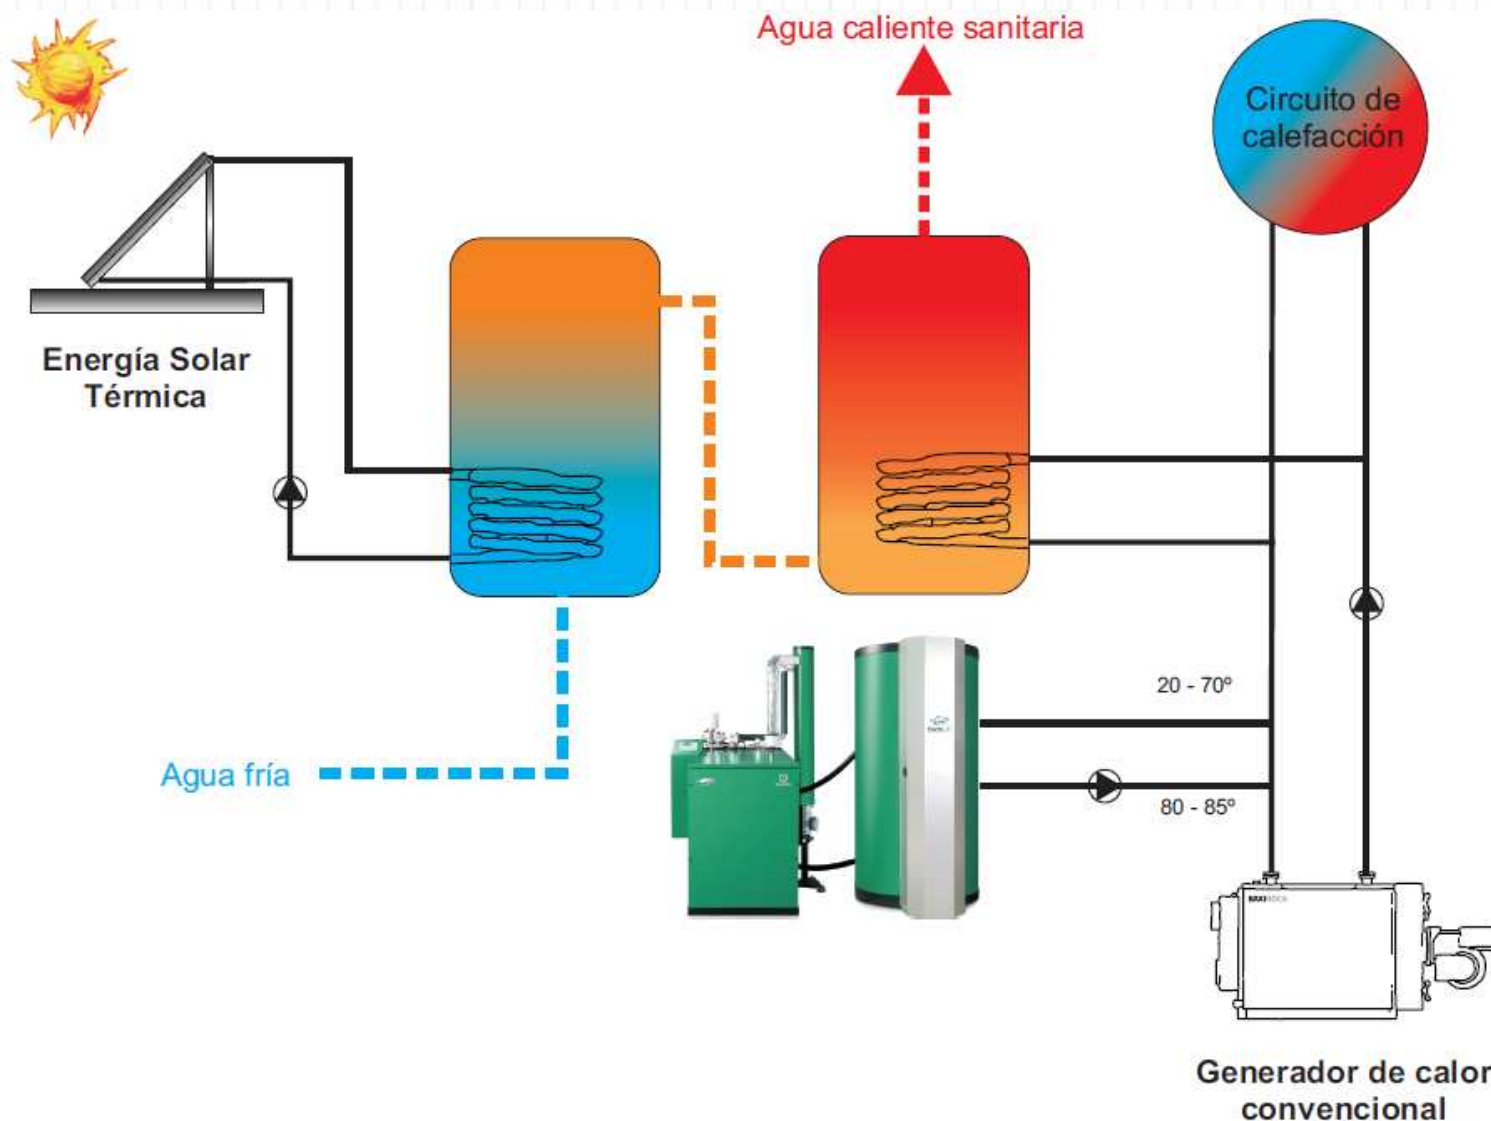 Agua caliente sanitaria
Circuito de
calefacción
Energía Solar
Térmica
20 - 70º
Agua fría
80 - 85º
BAXIROCA
Generador de calor
convencional